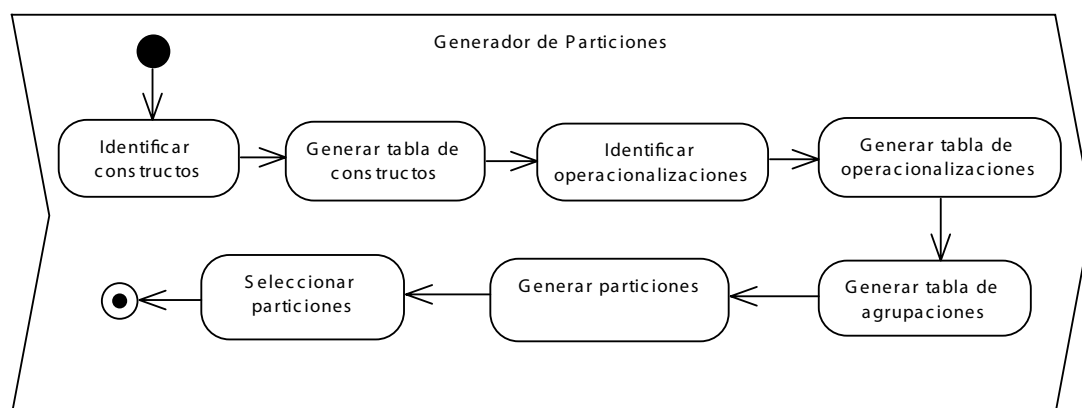 Generador de Particiones
Identificar
constructos
Generar tabla de
constructos
Identificar
operacionalizaciones
Generar tabla de
operacionalizaciones
Generar tabla de
agrupaciones
Generar particiones
Seleccionar
particiones